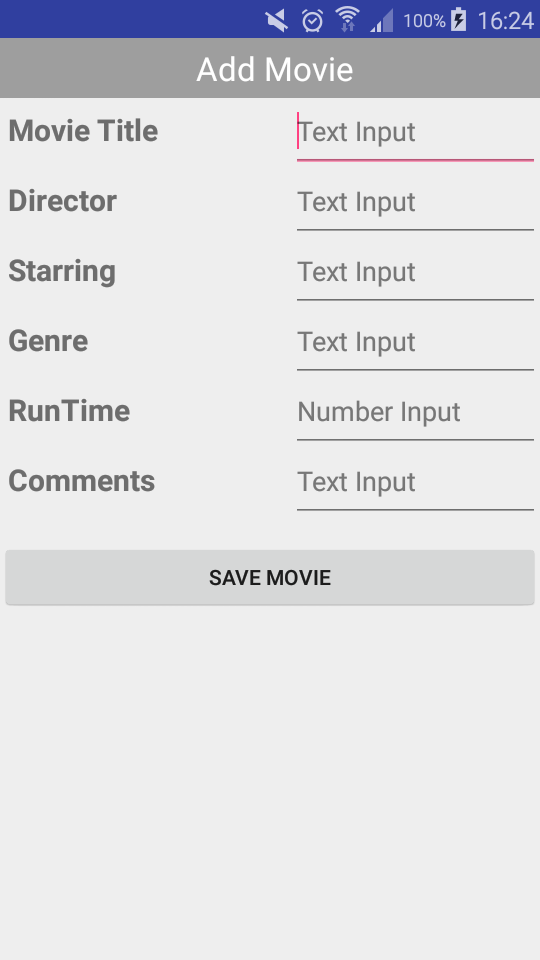 100% 16:24
Add Movie
Movie Title Text Input
Director Text Input
Starring Text Input
Genre Text Input
RunTime Number Input
Comments Text Input
SAVE MOVIE